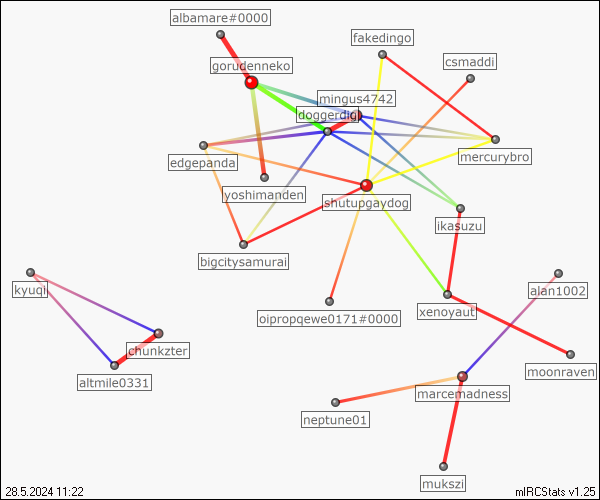 albamare#0000
fakedingo
gorudenneko
csmaddi
mingus4742
doggerdigi
edgepanda
mercurybro
yoshimanden
shutupgaydog
ikasuzu
bigcitysamurai
kyuqi
alan1002
oipropqewe0171#0000
xenoyaut
chunkzter
moonraven
altmile0331
marcemadness
neptune01
mukszi
28.5.2024 11:22
mIRCStats v1.25